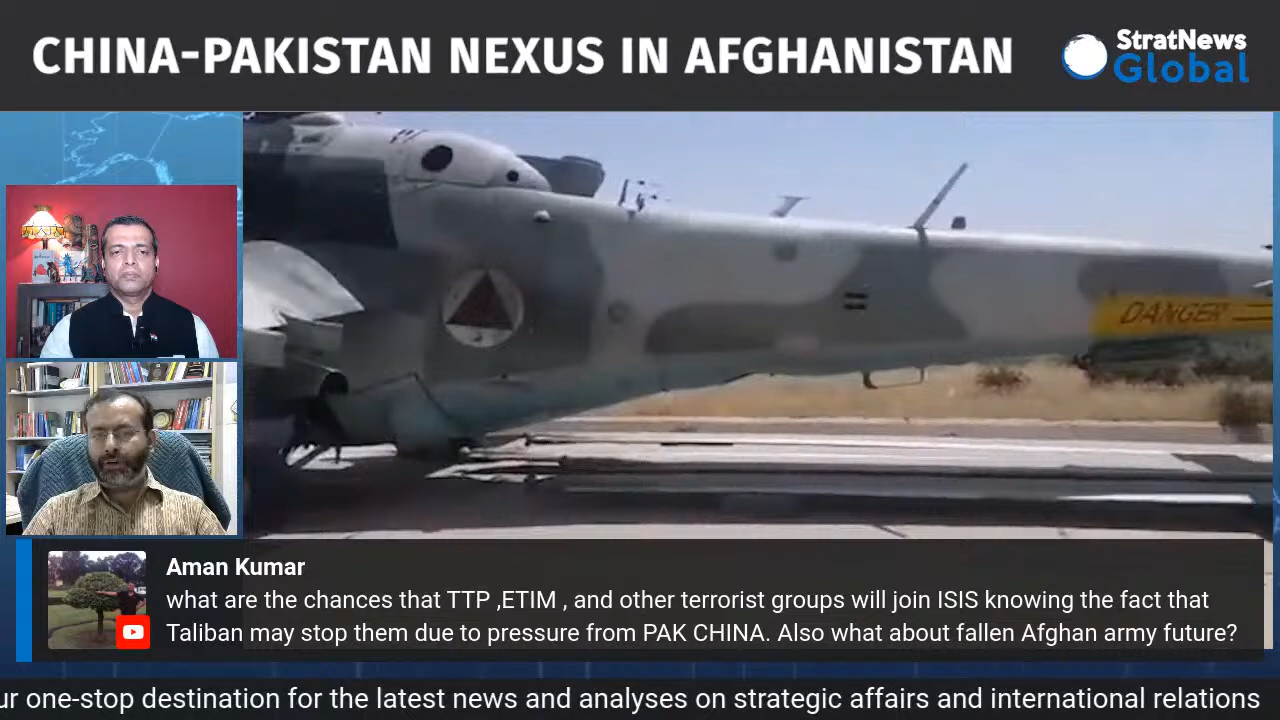 CHINA-PAKISTAN NEXUS IN AFGHANISTAN
StratNews
Global
DANGER
Aman Kumar
what are the chances that TTP ,ETIM , and other terrorist groups will join ISIS knowing the fact that
Taliban may stop them due to pressure from PAK CHINA. Also what about fallen Afghan army future?
ur one-stop destination for the latest news and analyses on strategic affairs and international relations